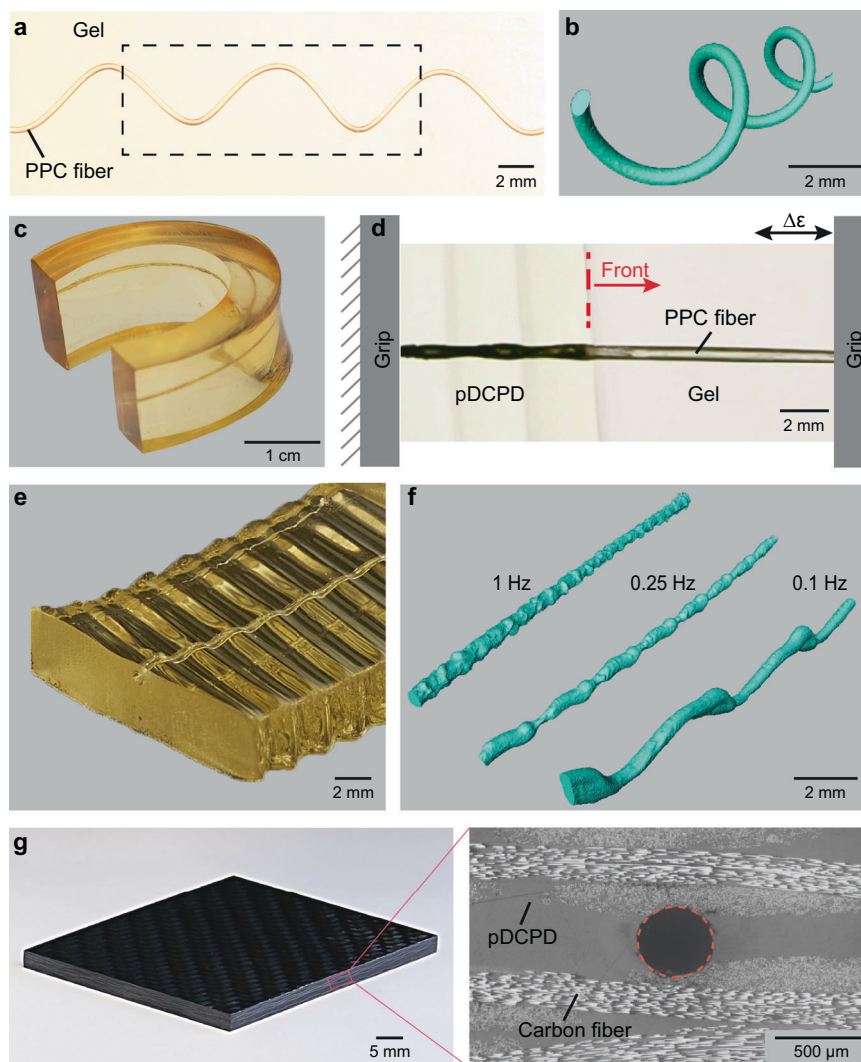 a
Gel
PPC fiber
2 mm
b
2 mm
c
1 cm
d
Δε
Grip
Front
PPC fiber
pDCPD
Gel
2 mm
Grip
e
2 mm
f
1 Hz
0.25 Hz
0.1 Hz
2 mm
g
5 mm
pDCPD
Carbon fiber
500 µm